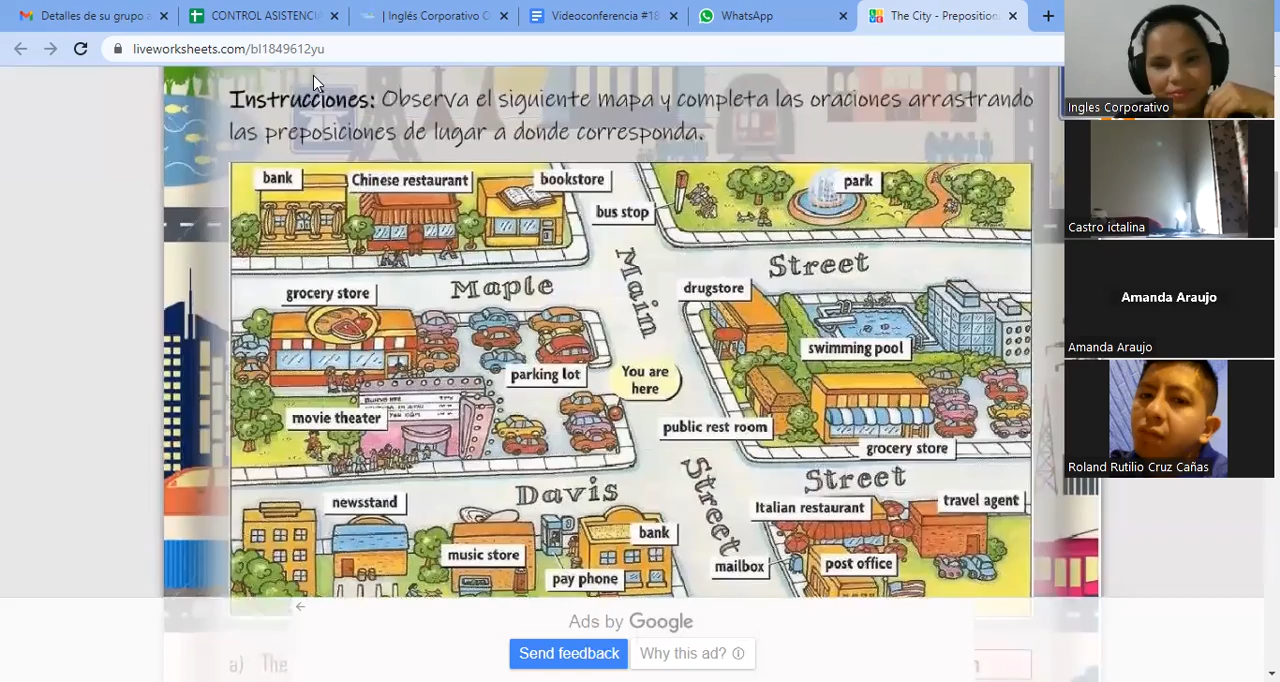 Detalles de su grupo a
CONTROL ASISTENCIA
Inglés Corporativo C
Videoconferencia #18
WhatsApp
The City - Preposition
liveworksheets.com/bl1849612yu
Instrucciones: Observa el siguiente mapa y completa las oraciones arrastrando
las preposiciones de lugar a donde corresponda.
bank
Chinese restaurant
bookstore
bus stop
park
Maple
Street
Maim
Street
grocery store
drugstore
parking lot
You are
here
swimming pool
movie theater
public rest room
grocery store
Davis
Street
newsstand
Italian restaurant
travel agent
music store
bank
pay phone
mailbox
post office
Ads by Google
Send feedback
Why this ad?
a) The
Ingles Corporativo
Castro ictalina
Amanda Araujo
Amanda Araujo
Roland Rutilio Cruz Cañas